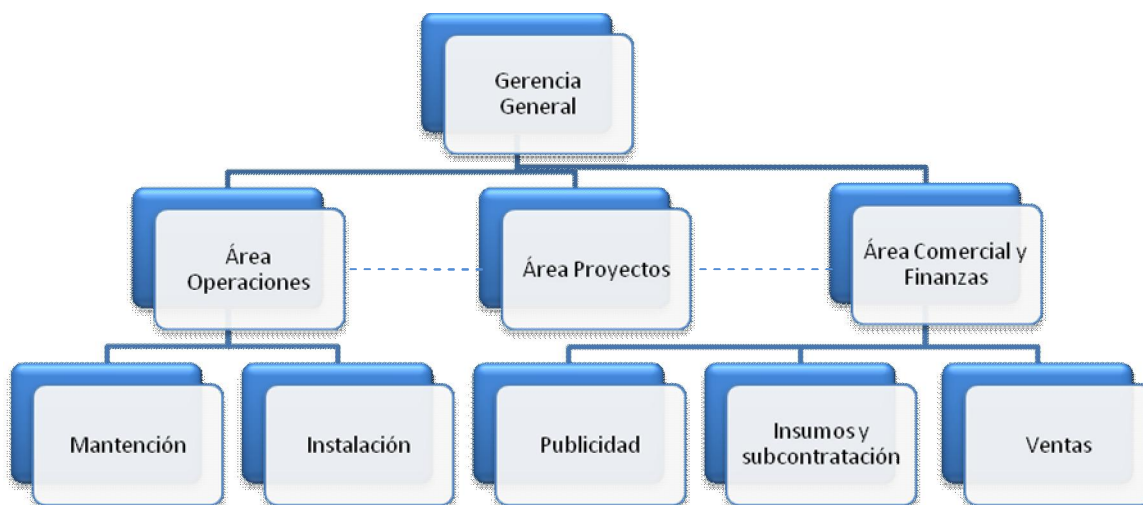 Gerencia
General
Área
Operaciones
Área Proyectos
Área Comercial y
Finanzas
Mantención
Instalación
Publicidad
Insumos y
subcontratación
Ventas